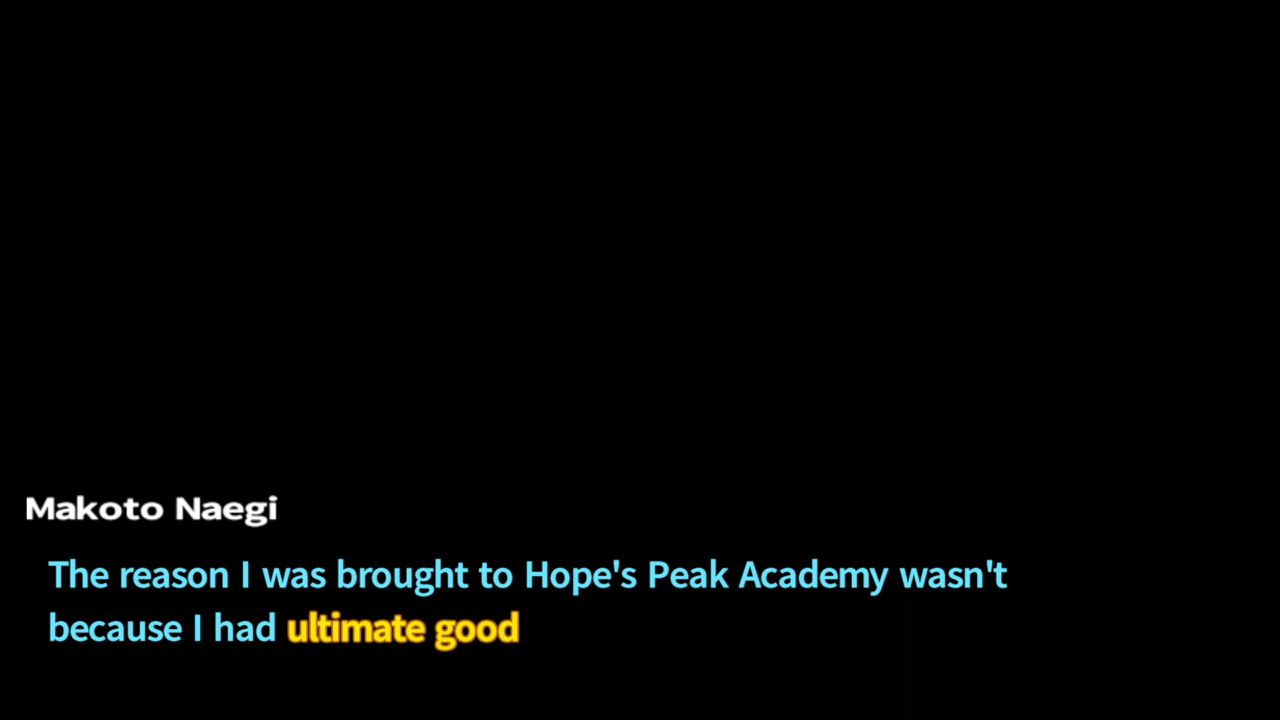 Makoto Naegi
The reason I was brought to Hope's Peak Academy wasn't
because I had ultimate good